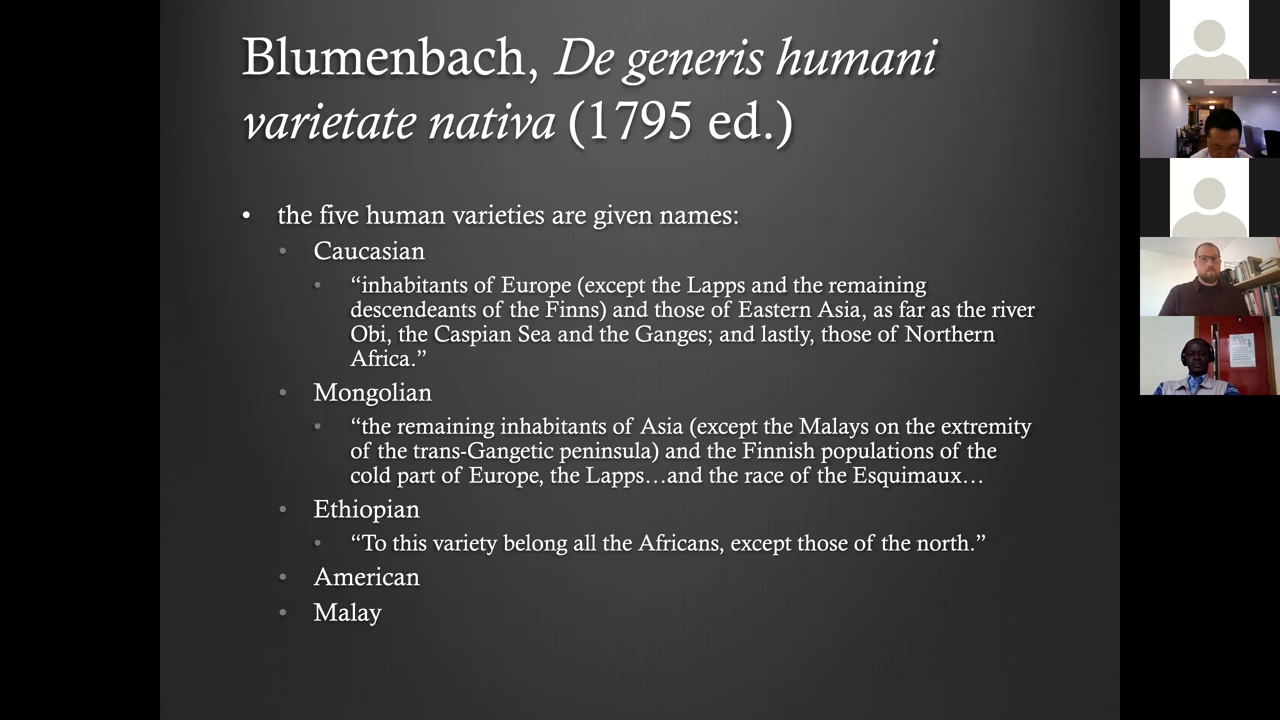 Blumenbach, De generis humani
varietate nativa (1795 ed.)
• the five human varieties are given names:
• Caucasian
• “inhabitants of Europe (except the Lapps and the remaining
descendeants of the Finns) and those of Eastern Asia, as far as the river
Obi, the Caspian Sea and the Ganges; and lastly, those of Northern
Africa.”
• Mongolian
• “the remaining inhabitants of Asia (except the Malays on the extremity
of the trans-Gangetic peninsula) and the Finnish populations of the
cold part of Europe, the Lapps…and the race of the Esquimaux…
• Ethiopian
• “To this variety belong all the Africans, except those of the north.”
• American
• Malay